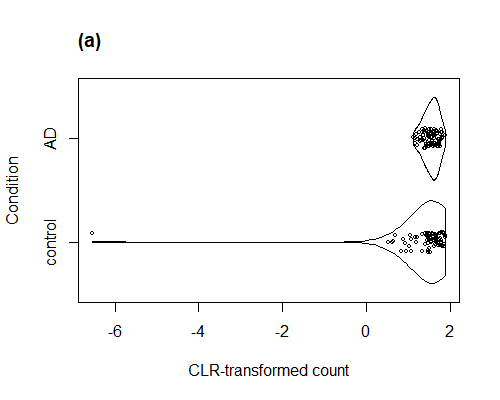 (a)
Condition
AD
control
-6 -4 -2 0 2
CLR-transformed count